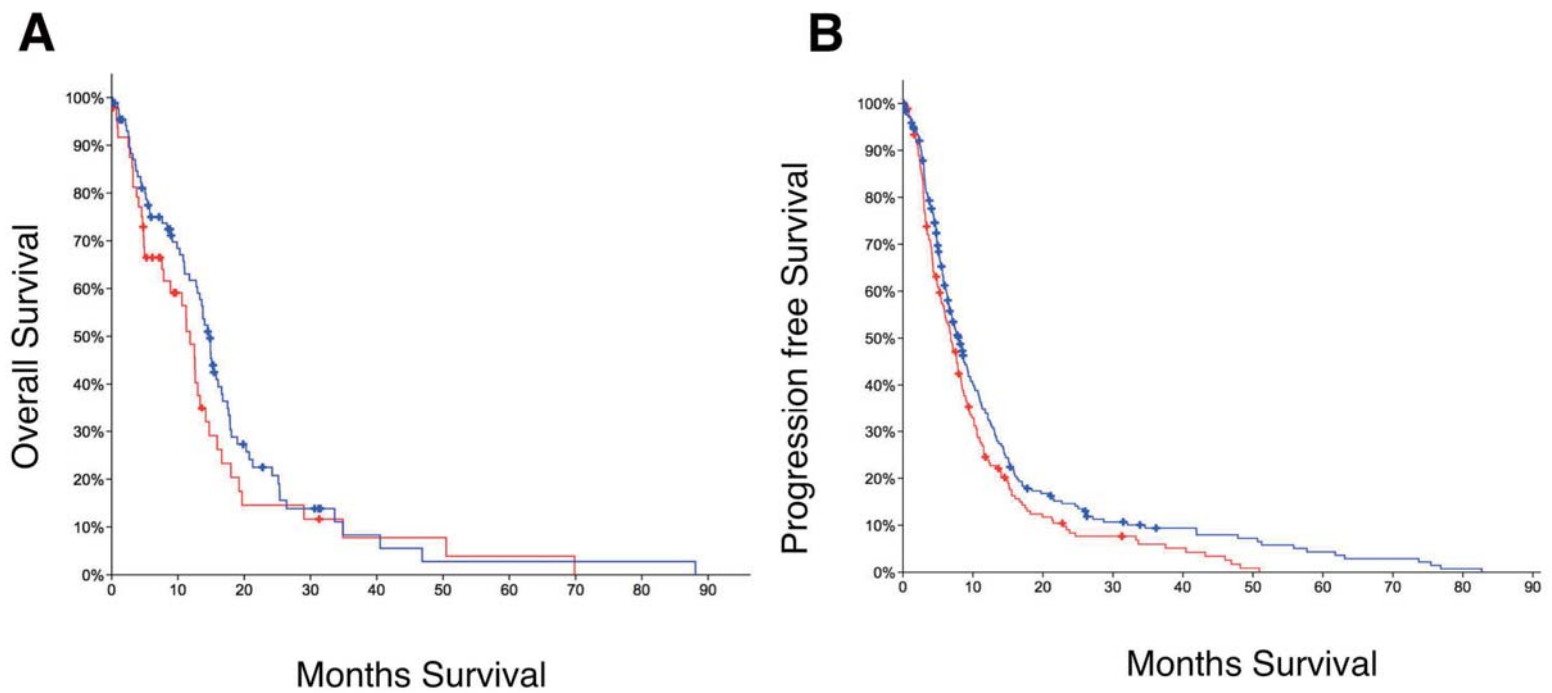 A
B
Overall Survival
100%
90%
80%
70%
60%
50%
40%
30%
20%
10%
0%
0 10 20 30 40 50 60 70 80 90
Months Survival
Progression free Survival
100%
90%
80%
70%
60%
50%
40%
30%
20%
10%
0%
0 10 20 30 40 50 60 70 80 90
Months Survival